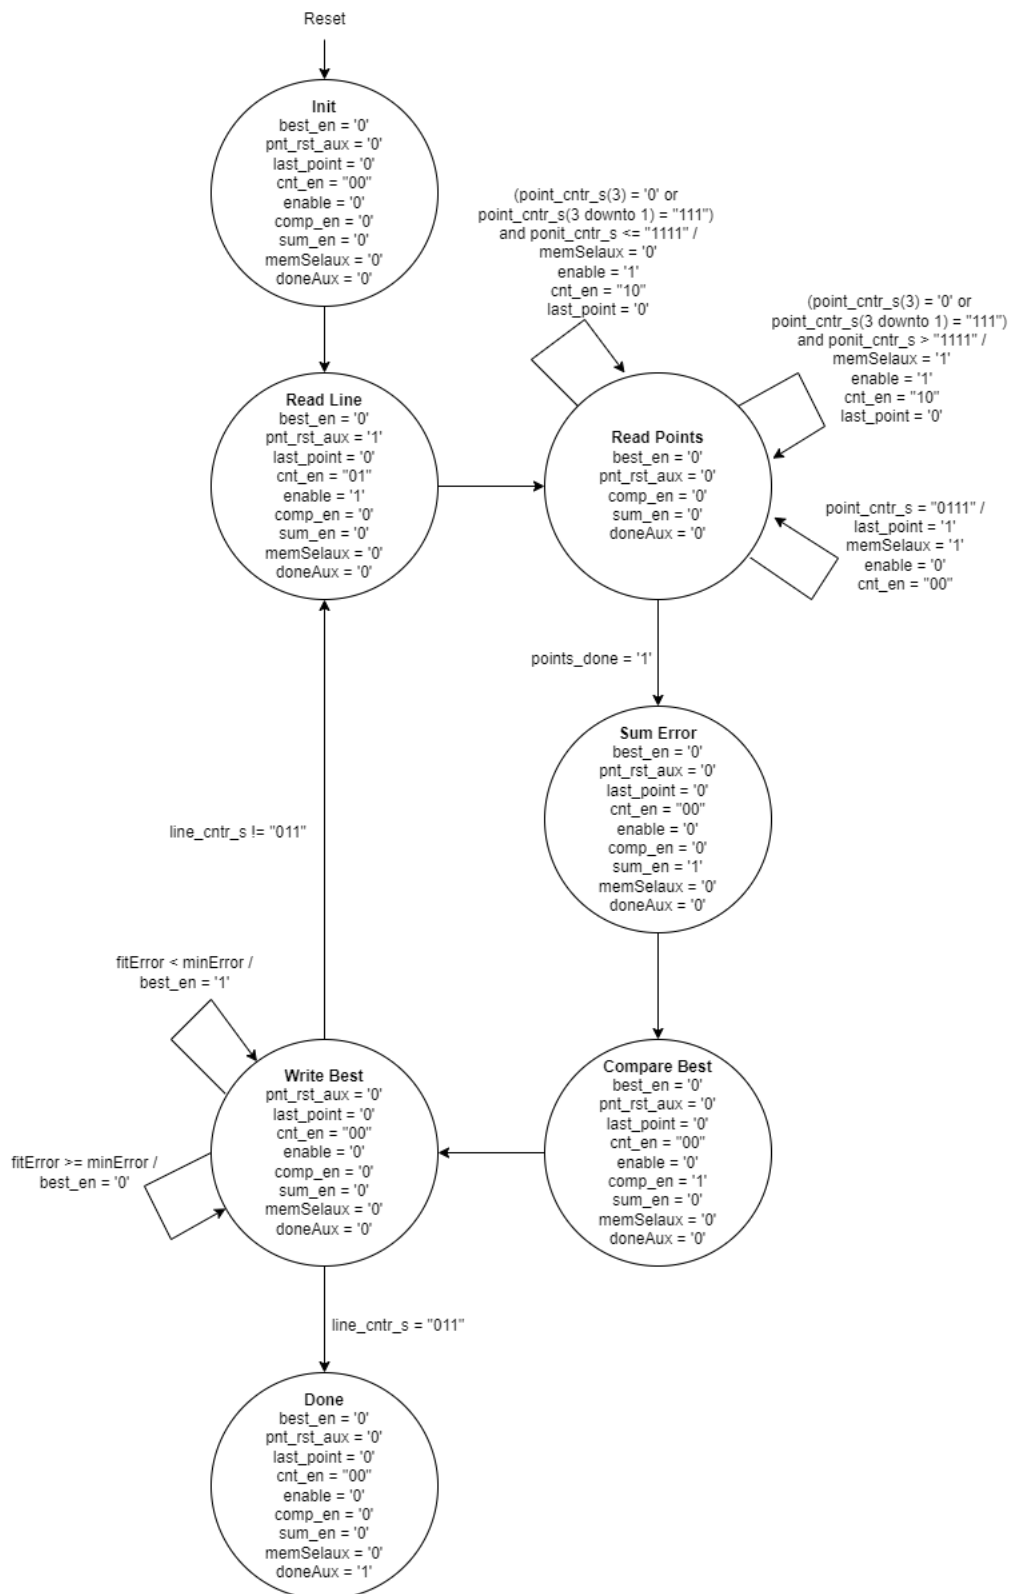 Reset
Init
best_en = '0'
pnt_rst_aux = '0'
last_point = '0'
cnt_en = "00"
enable = '0'
comp_en = '0'
sum_en = '0'
memSelaux = '0'
doneAux = '0'
(point_cntr_s(3) = '0' or
point_cntr_s(3 downto 1) = "111")
and ponit_cntr_s <= "1111" /
memSelaux = '0'
enable = '1'
cnt_en = "10"
last_point = '0'
(point_cntr_s(3) = '0' or
point_cntr_s(3 downto 1) = "111")
and ponit_cntr_s > "1111" /
memSelaux = '1'
enable = '1'
cnt_en = "10"
last_point = '0'
Read Line
best_en = '0'
pnt_rst_aux = '1'
last_point = '0'
cnt_en = "01"
enable = '1'
comp_en = '0'
sum_en = '0'
memSelaux = '0'
doneAux = '0'
Read Points
best_en = '0'
pnt_rst_aux = '0'
comp_en = '0'
sum_en = '0'
doneAux = '0'
point_cntr_s = "0111" /
last_point = '1'
memSelaux = '1'
enable = '0'
cnt_en = "00"
points_done = '1'
Sum Error
best_en = '0'
pnt_rst_aux = '0'
last_point = '0'
cnt_en = "00"
enable = '0'
comp_en = '0'
sum_en = '1'
memSelaux = '0'
doneAux = '0'
line_cntr_s != "011"
fitError < minError /
best_en = '1'
Write Best
pnt_rst_aux = '0'
last_point = '0'
cnt_en = "00"
enable = '0'
comp_en = '0'
sum_en = '0'
memSelaux = '0'
doneAux = '0'
fitError >= minError /
best_en = '0'
Compare Best
best_en = '0'
pnt_rst_aux = '0'
last_point = '0'
cnt_en = "00"
enable = '0'
comp_en = '1'
sum_en = '0'
memSelaux = '0'
doneAux = '0'
line_cntr_s = "011"
Done
best_en = '0'
pnt_rst_aux = '0'
last_point = '0'
cnt_en = "00"
enable = '0'
comp_en = '0'
sum_en = '0'
memSelaux = '0'
doneAux = '1'